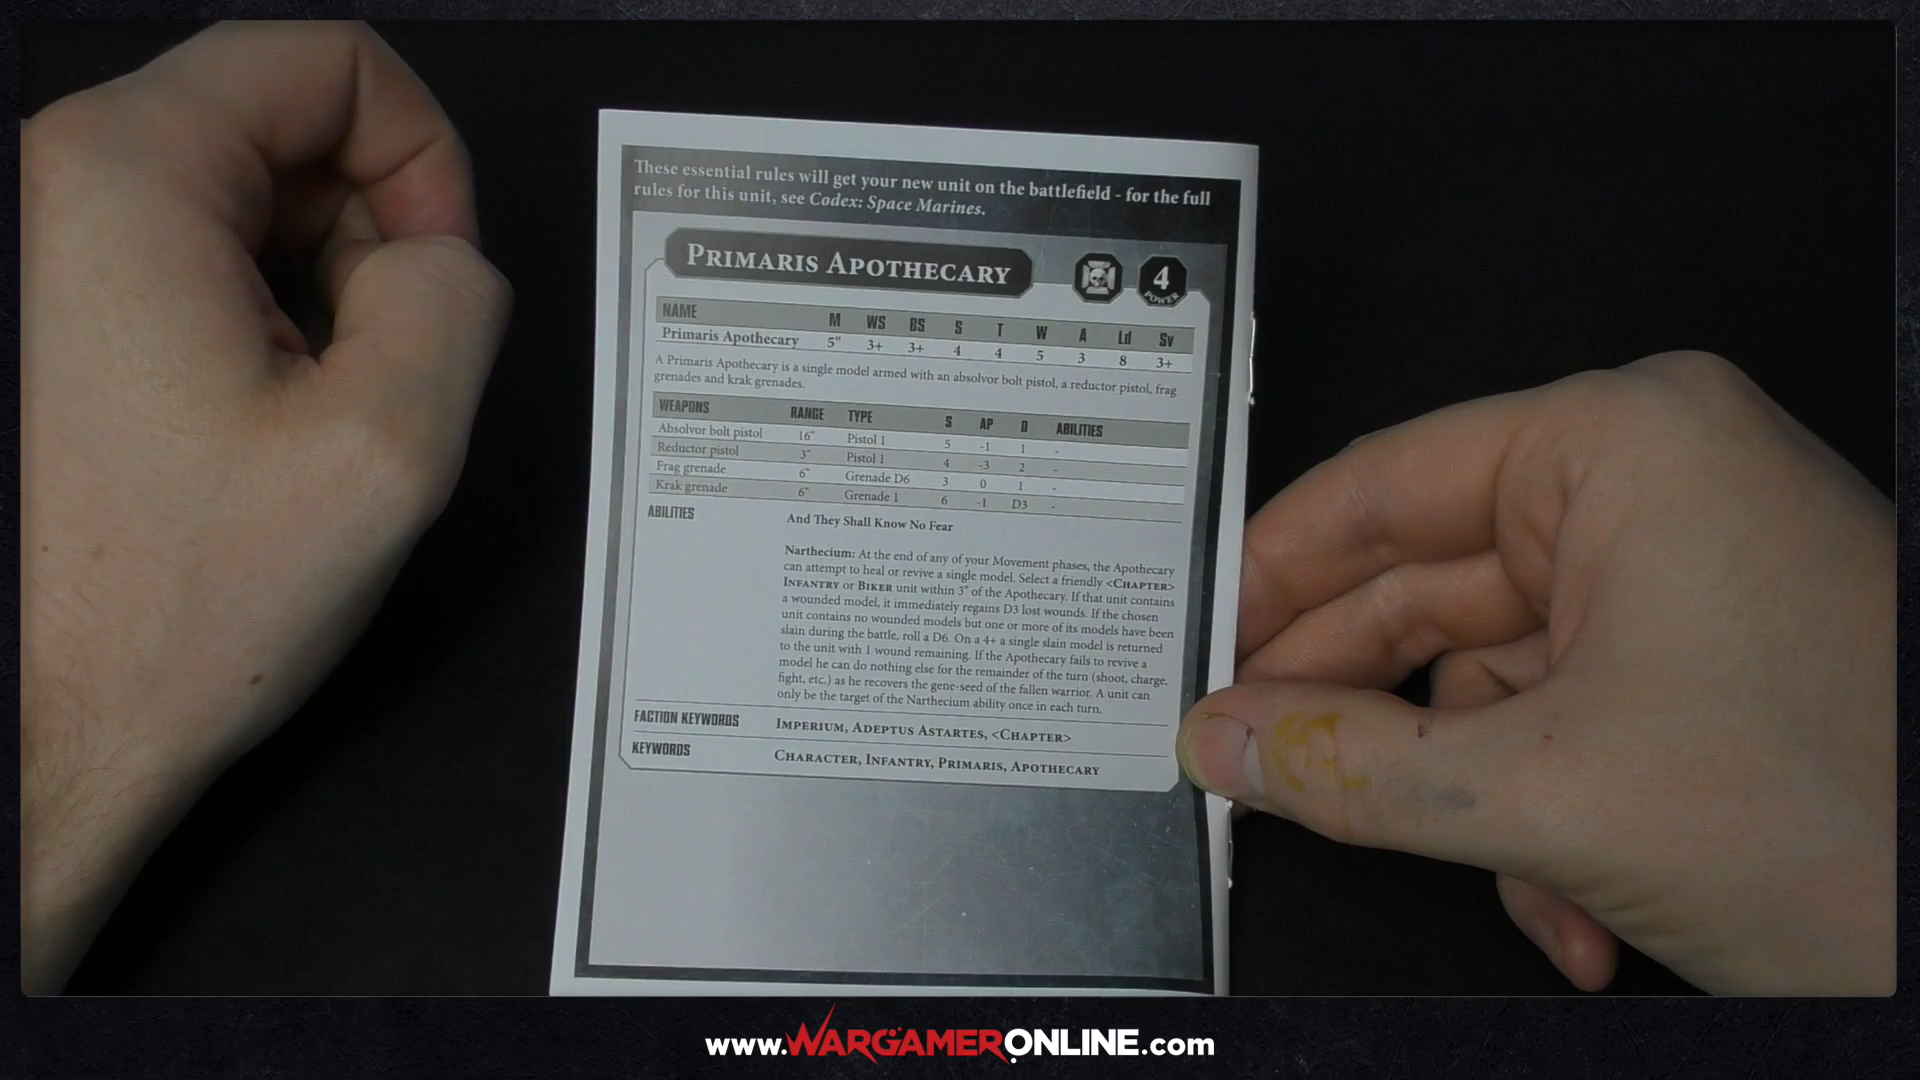 These essential rules will get your new unit on the battlefield - for the full
rules for this unit, see Codex: Space Marines.
PRIMARIS APOTHECARY
4
POWER
NAME M WS BS S T W A Ld Sv
Primaris Apothecary 5" 3+ 3+ 4 4 5 3 8 3+
A Primaris Apothecary is a single model armed with an absolvor bolt pistol, a reductor pistol, frag
grenades and krak grenades.
WEAPONS RANGE TYPE S AP D ABILITIES
Absolvor bolt pistol 16" Pistol 1 5 -1 1 -
Reductor pistol 3" Pistol 1 4 -3 2 -
Frag grenade 6" Grenade D6 3 0 1 -
Krak grenade 6" Grenade 1 6 -1 D3 -
ABILITIES
And They Shall Know No Fear
Narthecium: At the end of any of your Movement phases, the Apothecary
can attempt to heal or revive a single model. Select a friendly <CHAPTER>
INFANTRY or BIKER unit within 3" of the Apothecary. If that unit contains
a wounded model, it immediately regains D3 lost wounds. If the chosen
unit contains no wounded models but one or more of its models have been
slain during the battle, roll a D6. On a 4+ a single slain model is returned
to the unit with 1 wound remaining. If the Apothecary fails to revive a
model he can do nothing else for the remainder of the turn (shoot, charge,
fight, etc.) as he recovers the gene-seed of the fallen warrior. A unit can
only be the target of the Narthecium ability once in each turn.
FACTION KEYWORDS IMPERIUM, ADEPTUS ASTARTES, <CHAPTER>
KEYWORDS CHARACTER, INFANTRY, PRIMARIS, APOTHECARY
www.WARGAMERONLINE.com